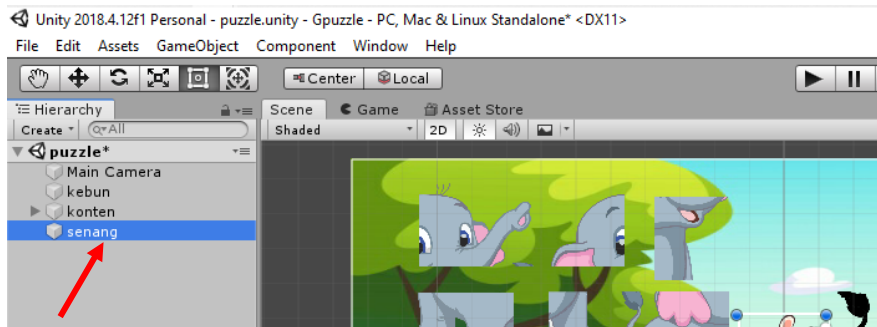 Unity 2018.4.12f1 Personal - puzzle.unity - Gpuzzle - PC, Mac & Linux Standalone* <DX11>
File Edit Assets GameObject Component Window Help
Center Local
Hierarchy Scene Game Asset Store
Create All Shaded 2D
puzzle*
Main Camera
kebun
konten
senang